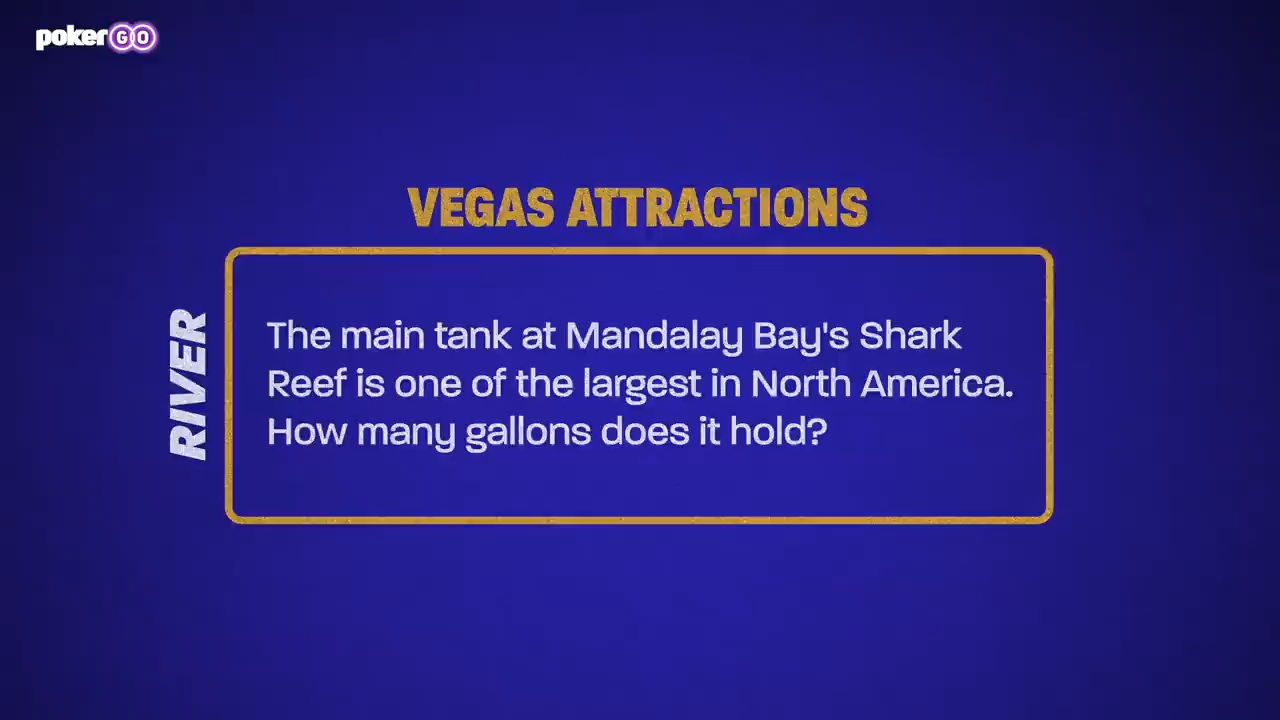 pokerGO
VEGAS ATTRACTIONS
RIVER
The main tank at Mandalay Bay's Shark
Reef is one of the largest in North America.
How many gallons does it hold?